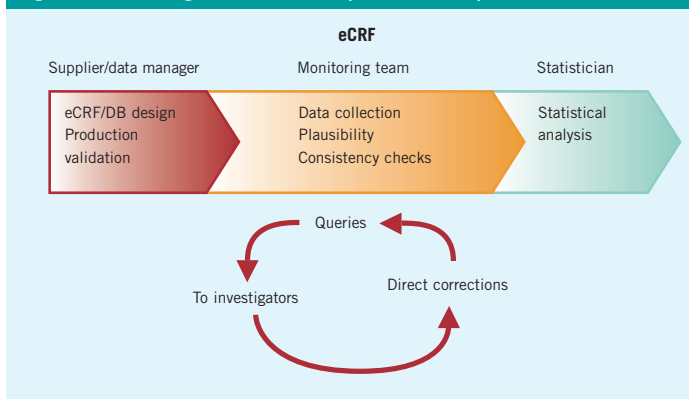 eCRF
Supplier/data manager
Monitoring team
Statistician
eCRF/DB design
Production
validation
Data collection
Plausibility
Consistency checks
Statistical
analysis
Queries
To investigators
Direct corrections